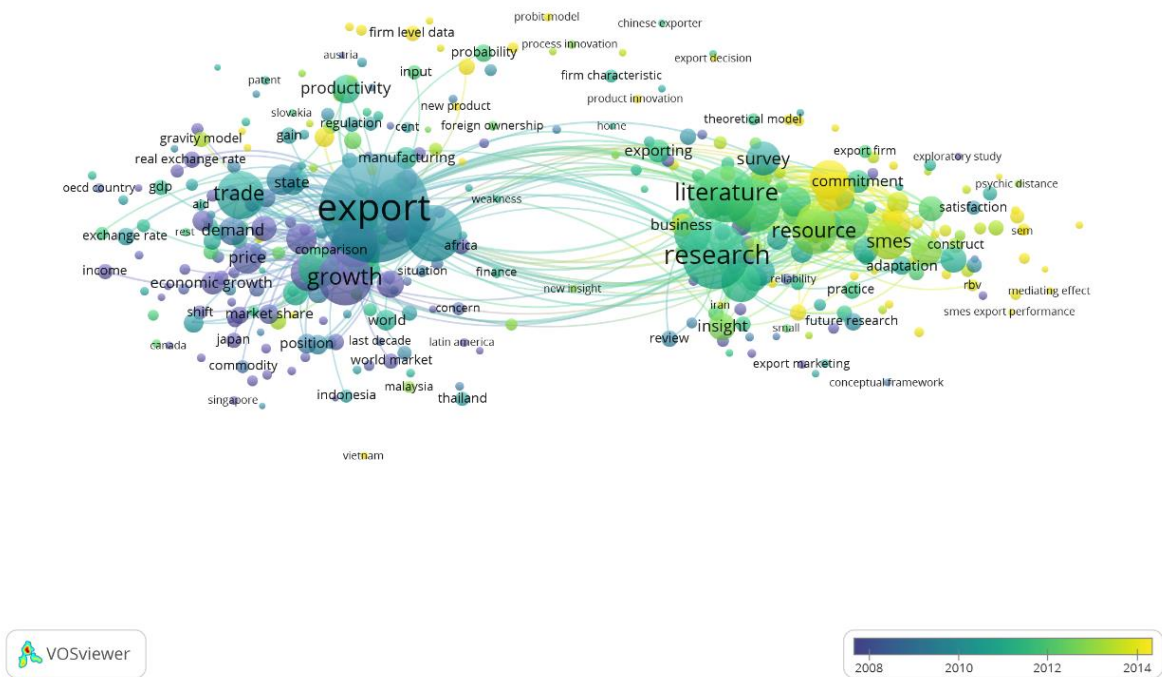 probit model
chinese exporter
firm level data
process innovation
probability
export decision
austria
input
firm characteristic
patent
productivity
product innovation
new product
slovakia
regulation
cent
foreign ownership
home
theoretical model
gain
gravity model
exporting
export firm
real exchange rate
manufacturing
survey
exploratory study
oecd country
gdp
state
commitment
psychic distance
trade
literature
aid
export
weakness
satisfaction
exchange rate
rest
demand
business
resource
sem
africa
smes
construct
comparison
price
research
income
growth
situation
finance
adaptation
economic growth
reliability
rbv
new insight
practice
mediating effect
shift
market share
concern
iran
smes export performance
world
insight
small
future research
canada
japan
position
last decade
latin america
review
commodity
world market
export marketing
malaysia
conceptual framework
singapore
indonesia
thailand
vietnam
VOSviewer
2008
2010
2012
2014